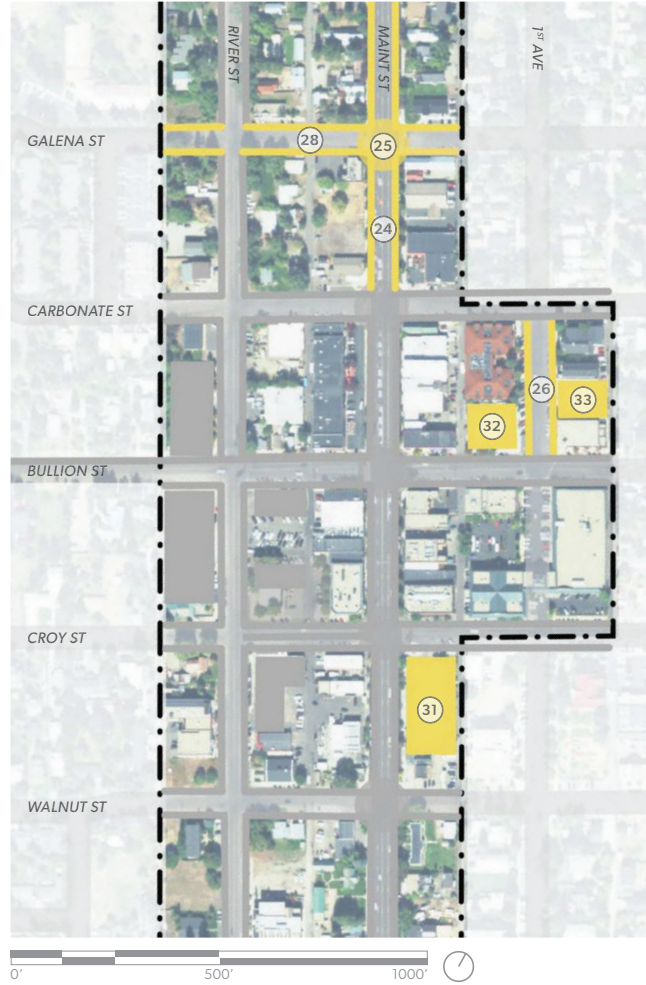 RIVER ST
MAINT ST
1ST AVE
GALENA ST
28
25
24
CARBONATE ST
26
33
32
BULLION ST
CROY ST
31
WALNUT ST
0’
500’
1000’